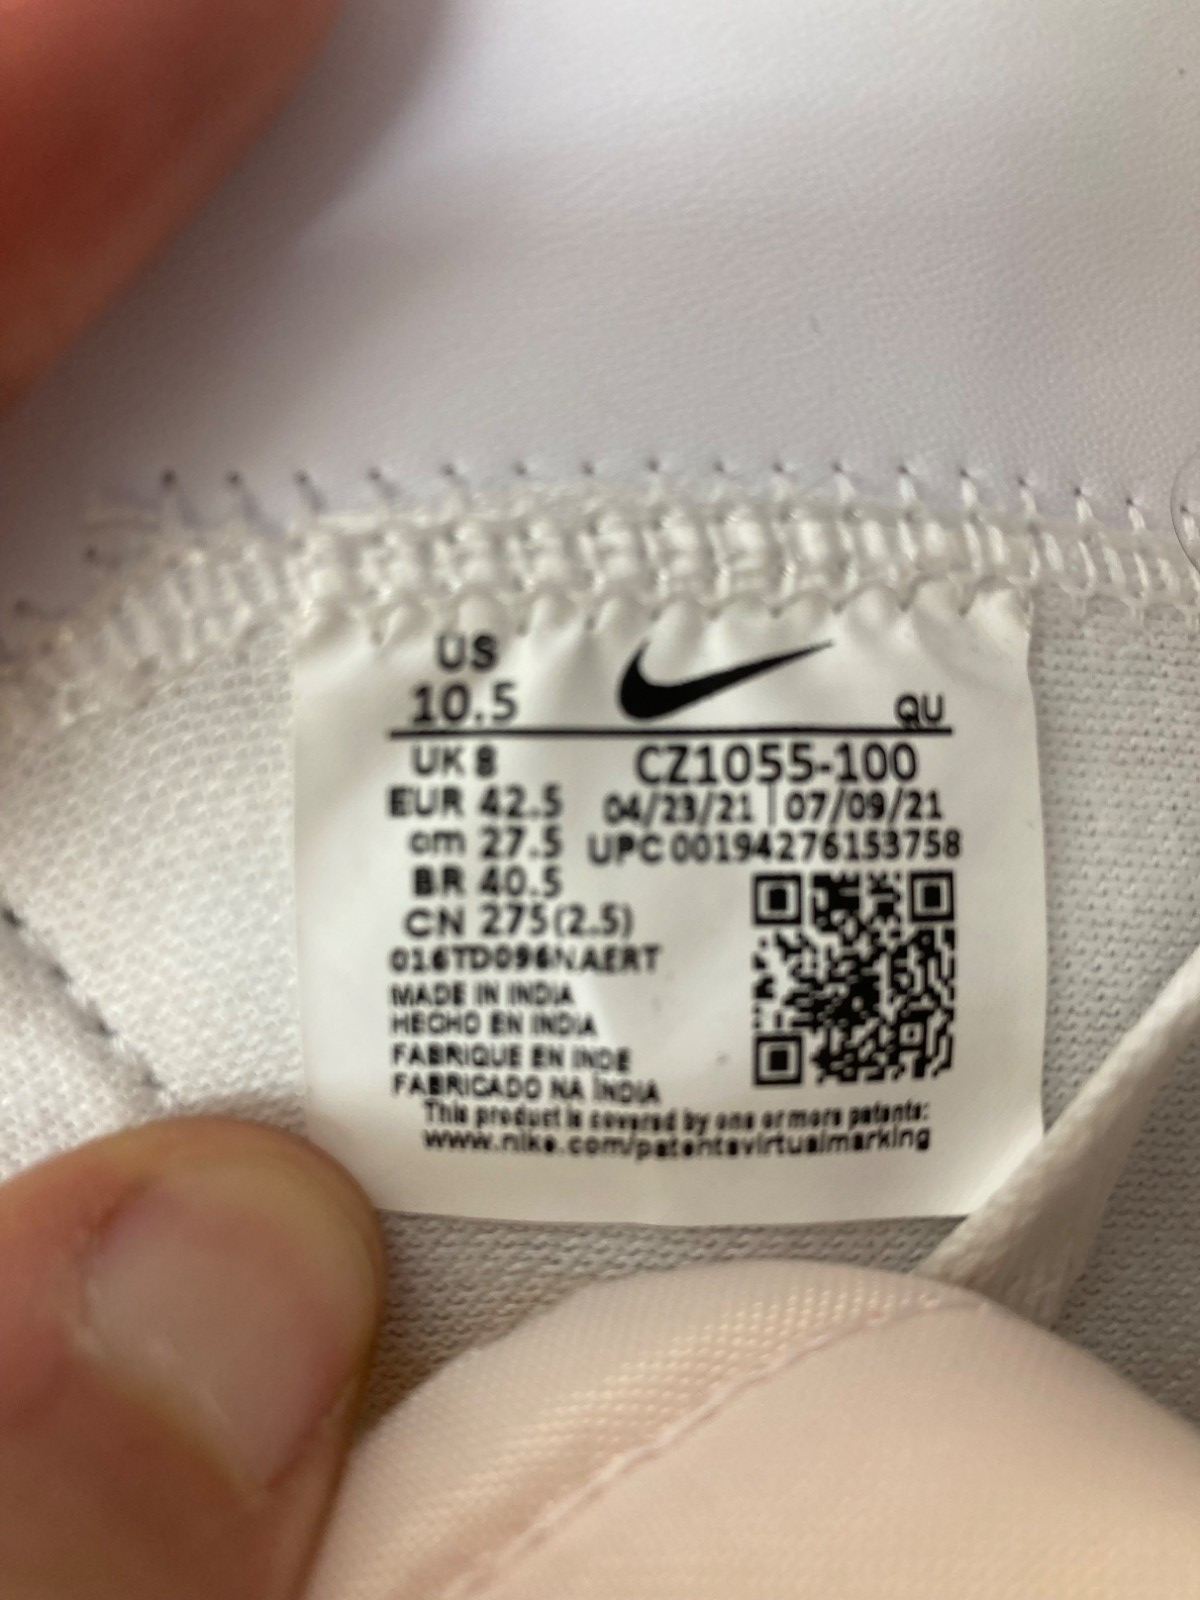 US
10.5
QU
UK 8 CZ1055-100
EUR 42.5 04/23/21 | 07/09/21
cm 27.5 UPC 00194276153758
BR 40.5
CN 275(2.5)
016TD096NAERT
MADE IN INDIA
HECHO EN INDIA
FABRIQUE EN INDE
FABRICADO NA ÍNDIA
This product is covered by one or more patents:
www.nike.com/patentsvirtualmarking